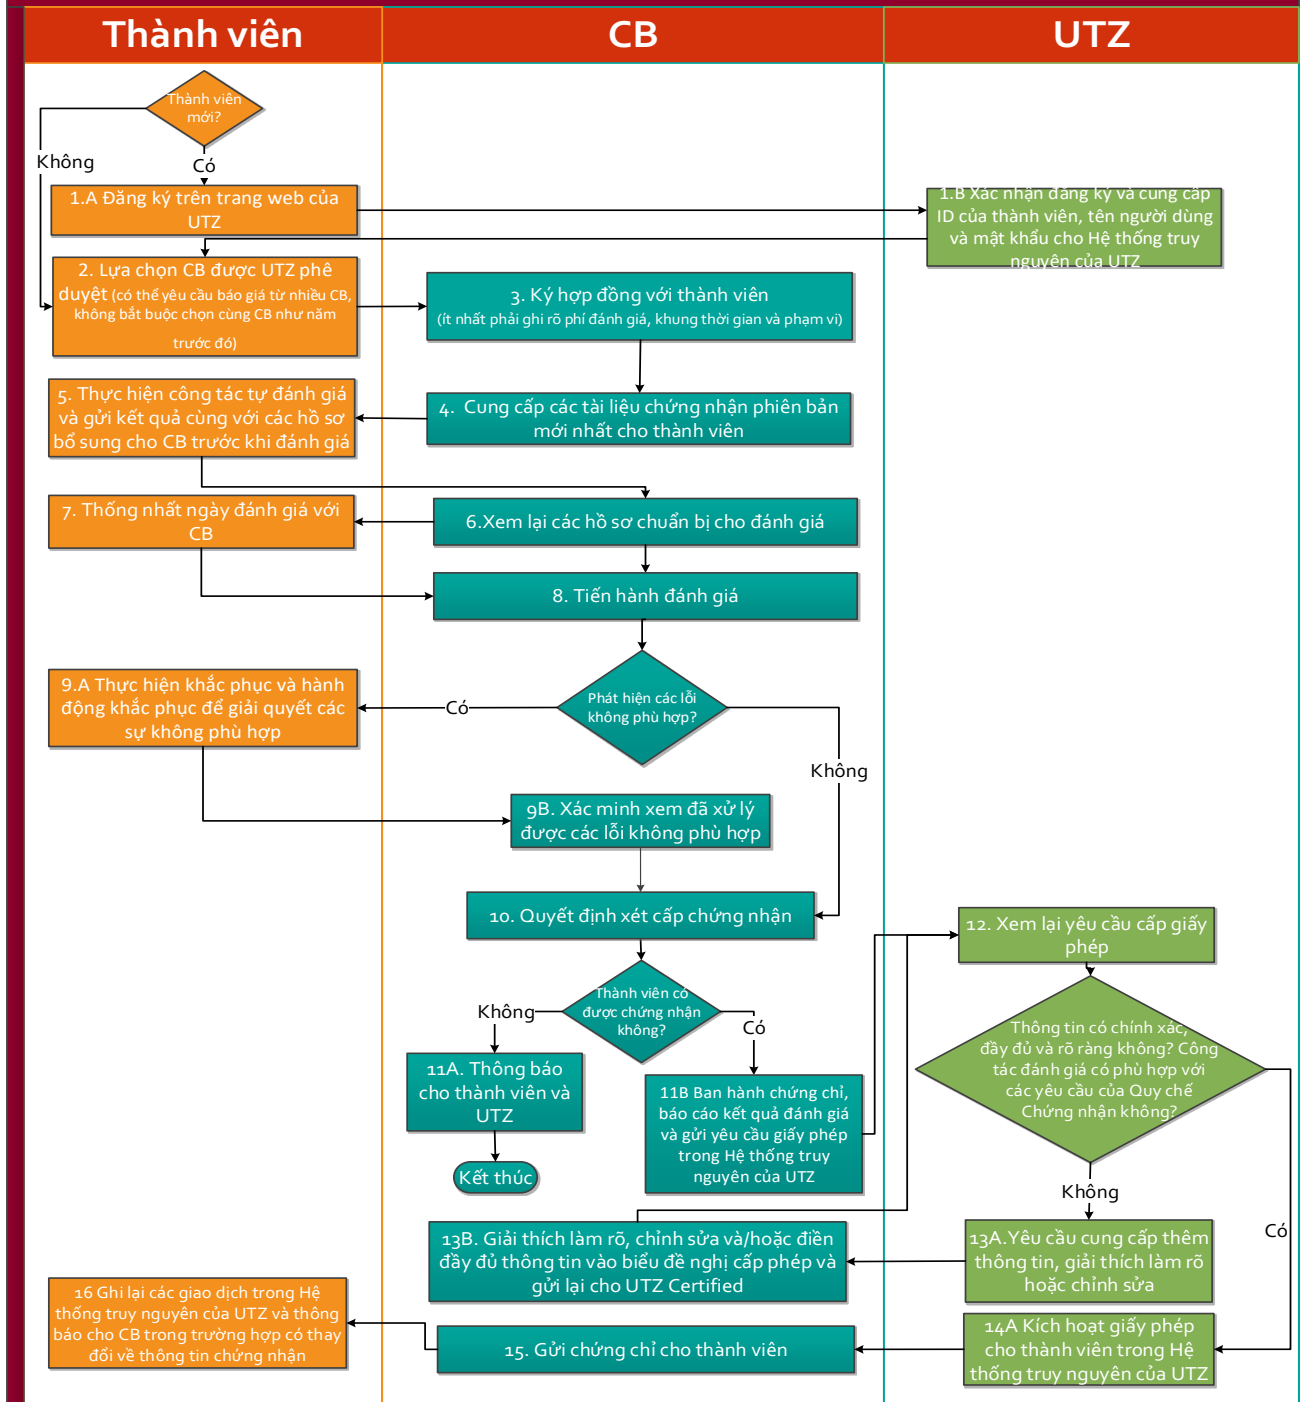 Thành viên
CB
UTZ
Thành viên
mới?
Không
Có
1.A Đăng ký trên trang web của
UTZ
1.B Xác nhận đăng ký và cung cấp
ID của thành viên, tên người dùng
và mật khẩu cho Hệ thống truy
nguyên của UTZ
2. Lựa chọn CB được UTZ phê
duyệt (có thể yêu cầu báo giá từ nhiều CB,
không bắt buộc chọn cùng CB như năm
trước đó)
3. Ký hợp đồng với thành viên
(ít nhất phải ghi rõ phí đánh giá, khung thời gian và phạm vi)
4. Cung cấp các tài liệu chứng nhận phiên bản
mới nhất cho thành viên
5. Thực hiện công tác tự đánh giá
và gửi kết quả cùng với các hồ sơ
bổ sung cho CB trước khi đánh giá
6.Xem lại các hồ sơ chuẩn bị cho đánh giá
7. Thống nhất ngày đánh giá với
CB
8. Tiến hành đánh giá
Phát hiện các lỗi
không phù hợp?
Có
Không
9.A Thực hiện khắc phục và hành
động khắc phục để giải quyết các
sự không phù hợp
9B. Xác minh xem đã xử lý
được các lỗi không phù hợp
10. Quyết định xét cấp chứng nhận
Thành viên có
được chứng nhận
không?
Không
Có
11A. Thông báo
cho thành viên và
UTZ
Kết thúc
11B Ban hành chứng chỉ,
báo cáo kết quả đánh giá
và gửi yêu cầu giấy phép
trong Hệ thống truy
nguyên của UTZ
12. Xem lại yêu cầu cấp giấy
phép
Thông tin có chính xác,
đầy đủ và rõ ràng không? Công
tác đánh giá có phù hợp với
các yêu cầu của Quy chế
Chứng nhận không?
Không
Có
13A.Yêu cầu cung cấp thêm
thông tin, giải thích làm rõ
hoặc chỉnh sửa
13B. Giải thích làm rõ, chỉnh sửa và/hoặc điền
đầy đủ thông tin vào biểu đề nghị cấp phép và
gửi lại cho UTZ Certified
14A Kích hoạt giấy phép
cho thành viên trong Hệ
thống truy nguyên của UTZ
15. Gửi chứng chỉ cho thành viên
16 Ghi lại các giao dịch trong Hệ
thống truy nguyên của UTZ và thông
báo cho CB trong trường hợp có thay
đổi về thông tin chứng nhận